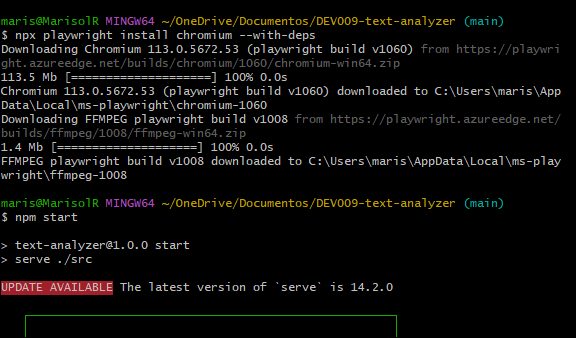 maris@MarisolR MINGW64 ~/OneDrive/Documentos/DEV009-text-analyzer (main)
$ npx playwright install chromium --with-deps
Downloading Chromium 113.0.5672.53 (playwright build v1060) from https://playwri
ght.azureedge.net/builds/chromium/1060/chromium-win64.zip
113.5 Mb [====================] 100% 0.0s
Chromium 113.0.5672.53 (playwright build v1060) downloaded to C:\Users\maris\App
Data\Local\ms-playwright\chromium-1060
Downloading FFMPEG playwright build v1008 from https://playwright.azureedge.net/
builds/ffmpeg/1008/ffmpeg-win64.zip
1.4 Mb [====================] 100% 0.0s
FFMPEG playwright build v1008 downloaded to C:\Users\maris\AppData\Local\ms-play
wright\ffmpeg-1008
maris@MarisolR MINGW64 ~/OneDrive/Documentos/DEV009-text-analyzer (main)
$ npm start
> text-analyzer@1.0.0 start
> serve ./src
UPDATE AVAILABLE The latest version of `serve` is 14.2.0